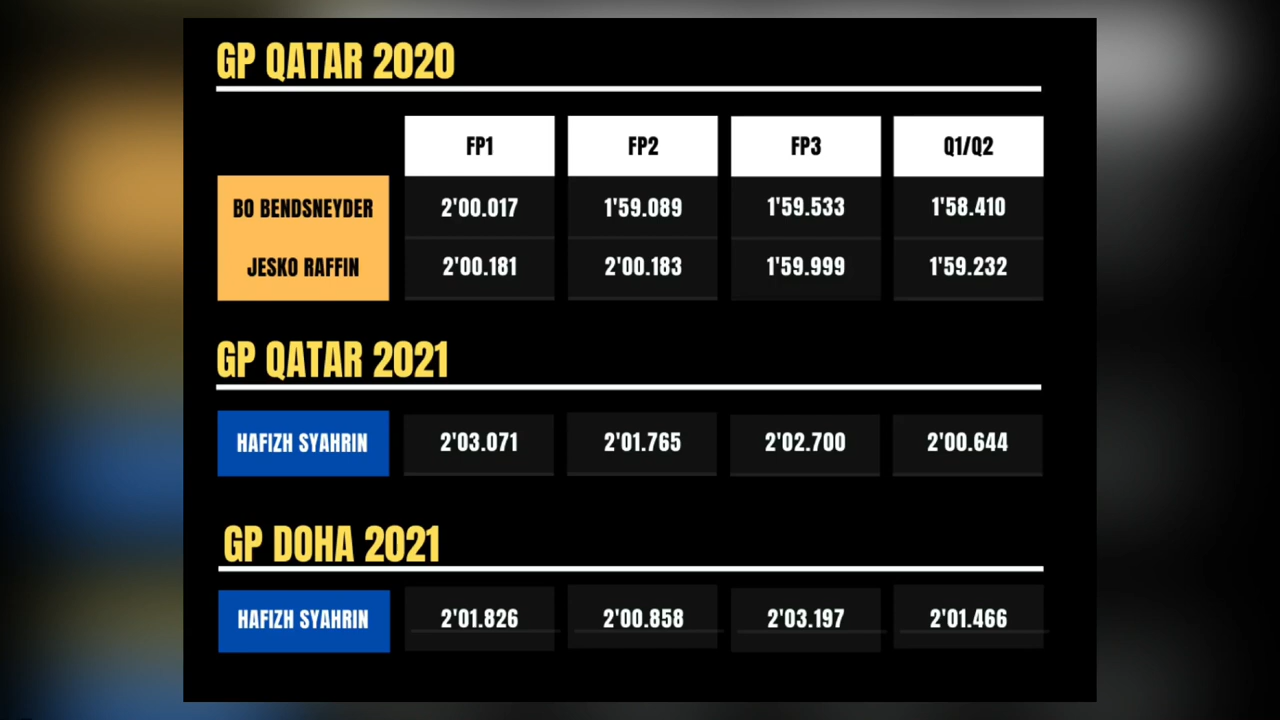 GP QATAR 2020
FP1 FP2 FP3 Q1/Q2
BO BENDSNEYDER 2'00.017 1'59.089 1'59.533 1'58.410
JESKO RAFFIN 2'00.181 2'00.183 1'59.999 1'59.232
GP QATAR 2021
HAFIZH SYAHRIN 2'03.071 2'01.765 2'02.700 2'00.644
GP DOHA 2021
HAFIZH SYAHRIN 2'01.826 2'00.858 2'03.197 2'01.466